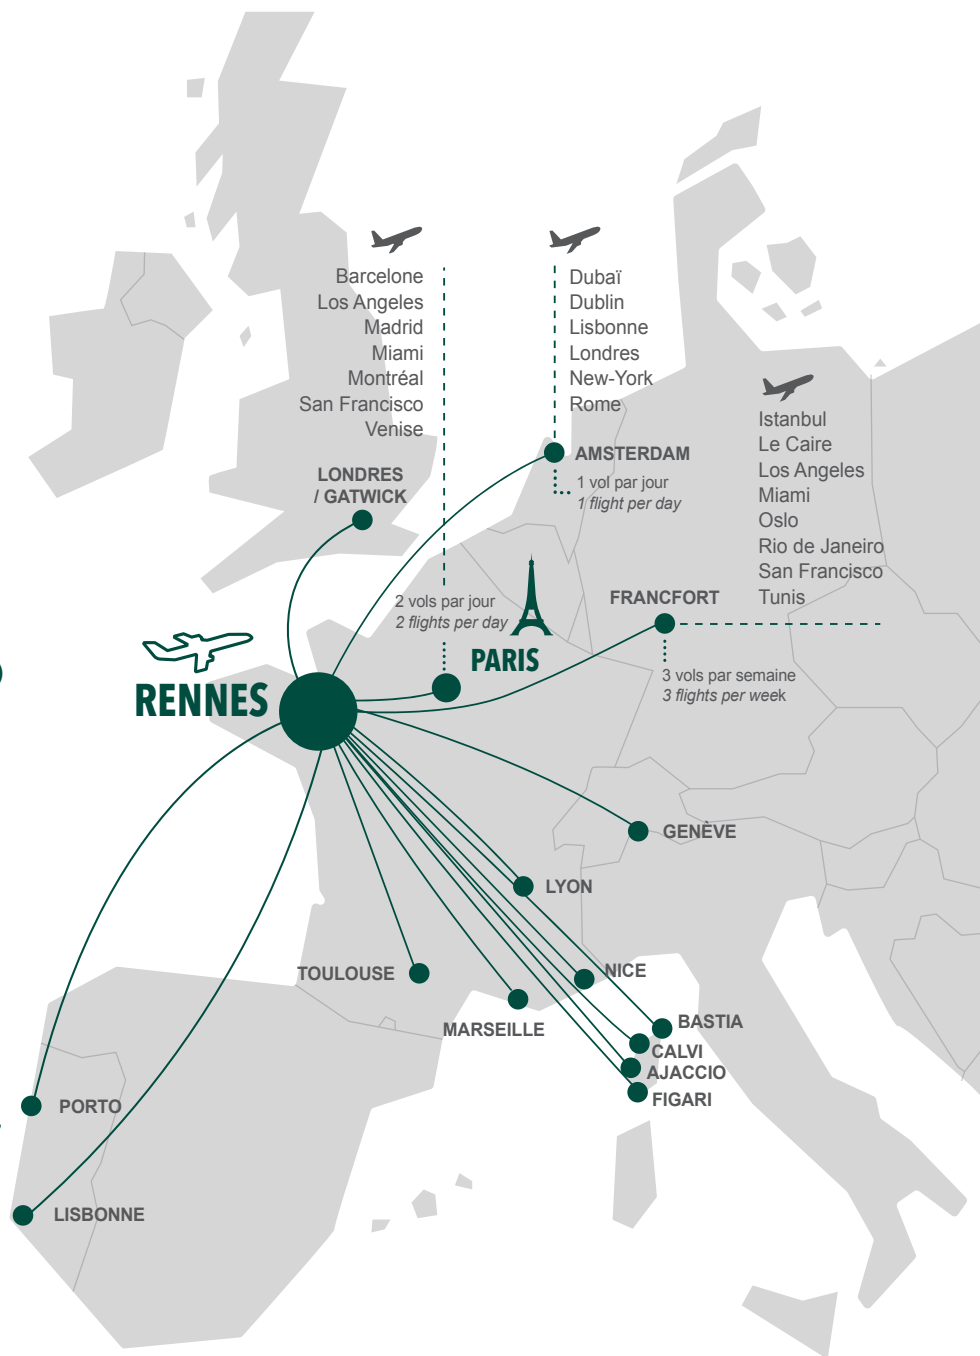 Barcelone
Los Angeles
Madrid
Miami
Montréal
San Francisco
Venise
Dubaï
Dublin
Lisbonne
Londres
New-York
Rome
Istanbul
Le Caire
Los Angeles
Miami
Oslo
Rio de Janeiro
San Francisco
Tunis
LONDRES
/ GATWICK
AMSTERDAM
1 vol par jour
1 flight per day
2 vols par jour
2 flights per day
PARIS
FRANCFORT
3 vols par semaine
3 flights per week
RENNES
GENÈVE
LYON
TOULOUSE
NICE
MARSEILLE
BASTIA
CALVI
AJACCIO
FIGARI
PORTO
LISBONNE